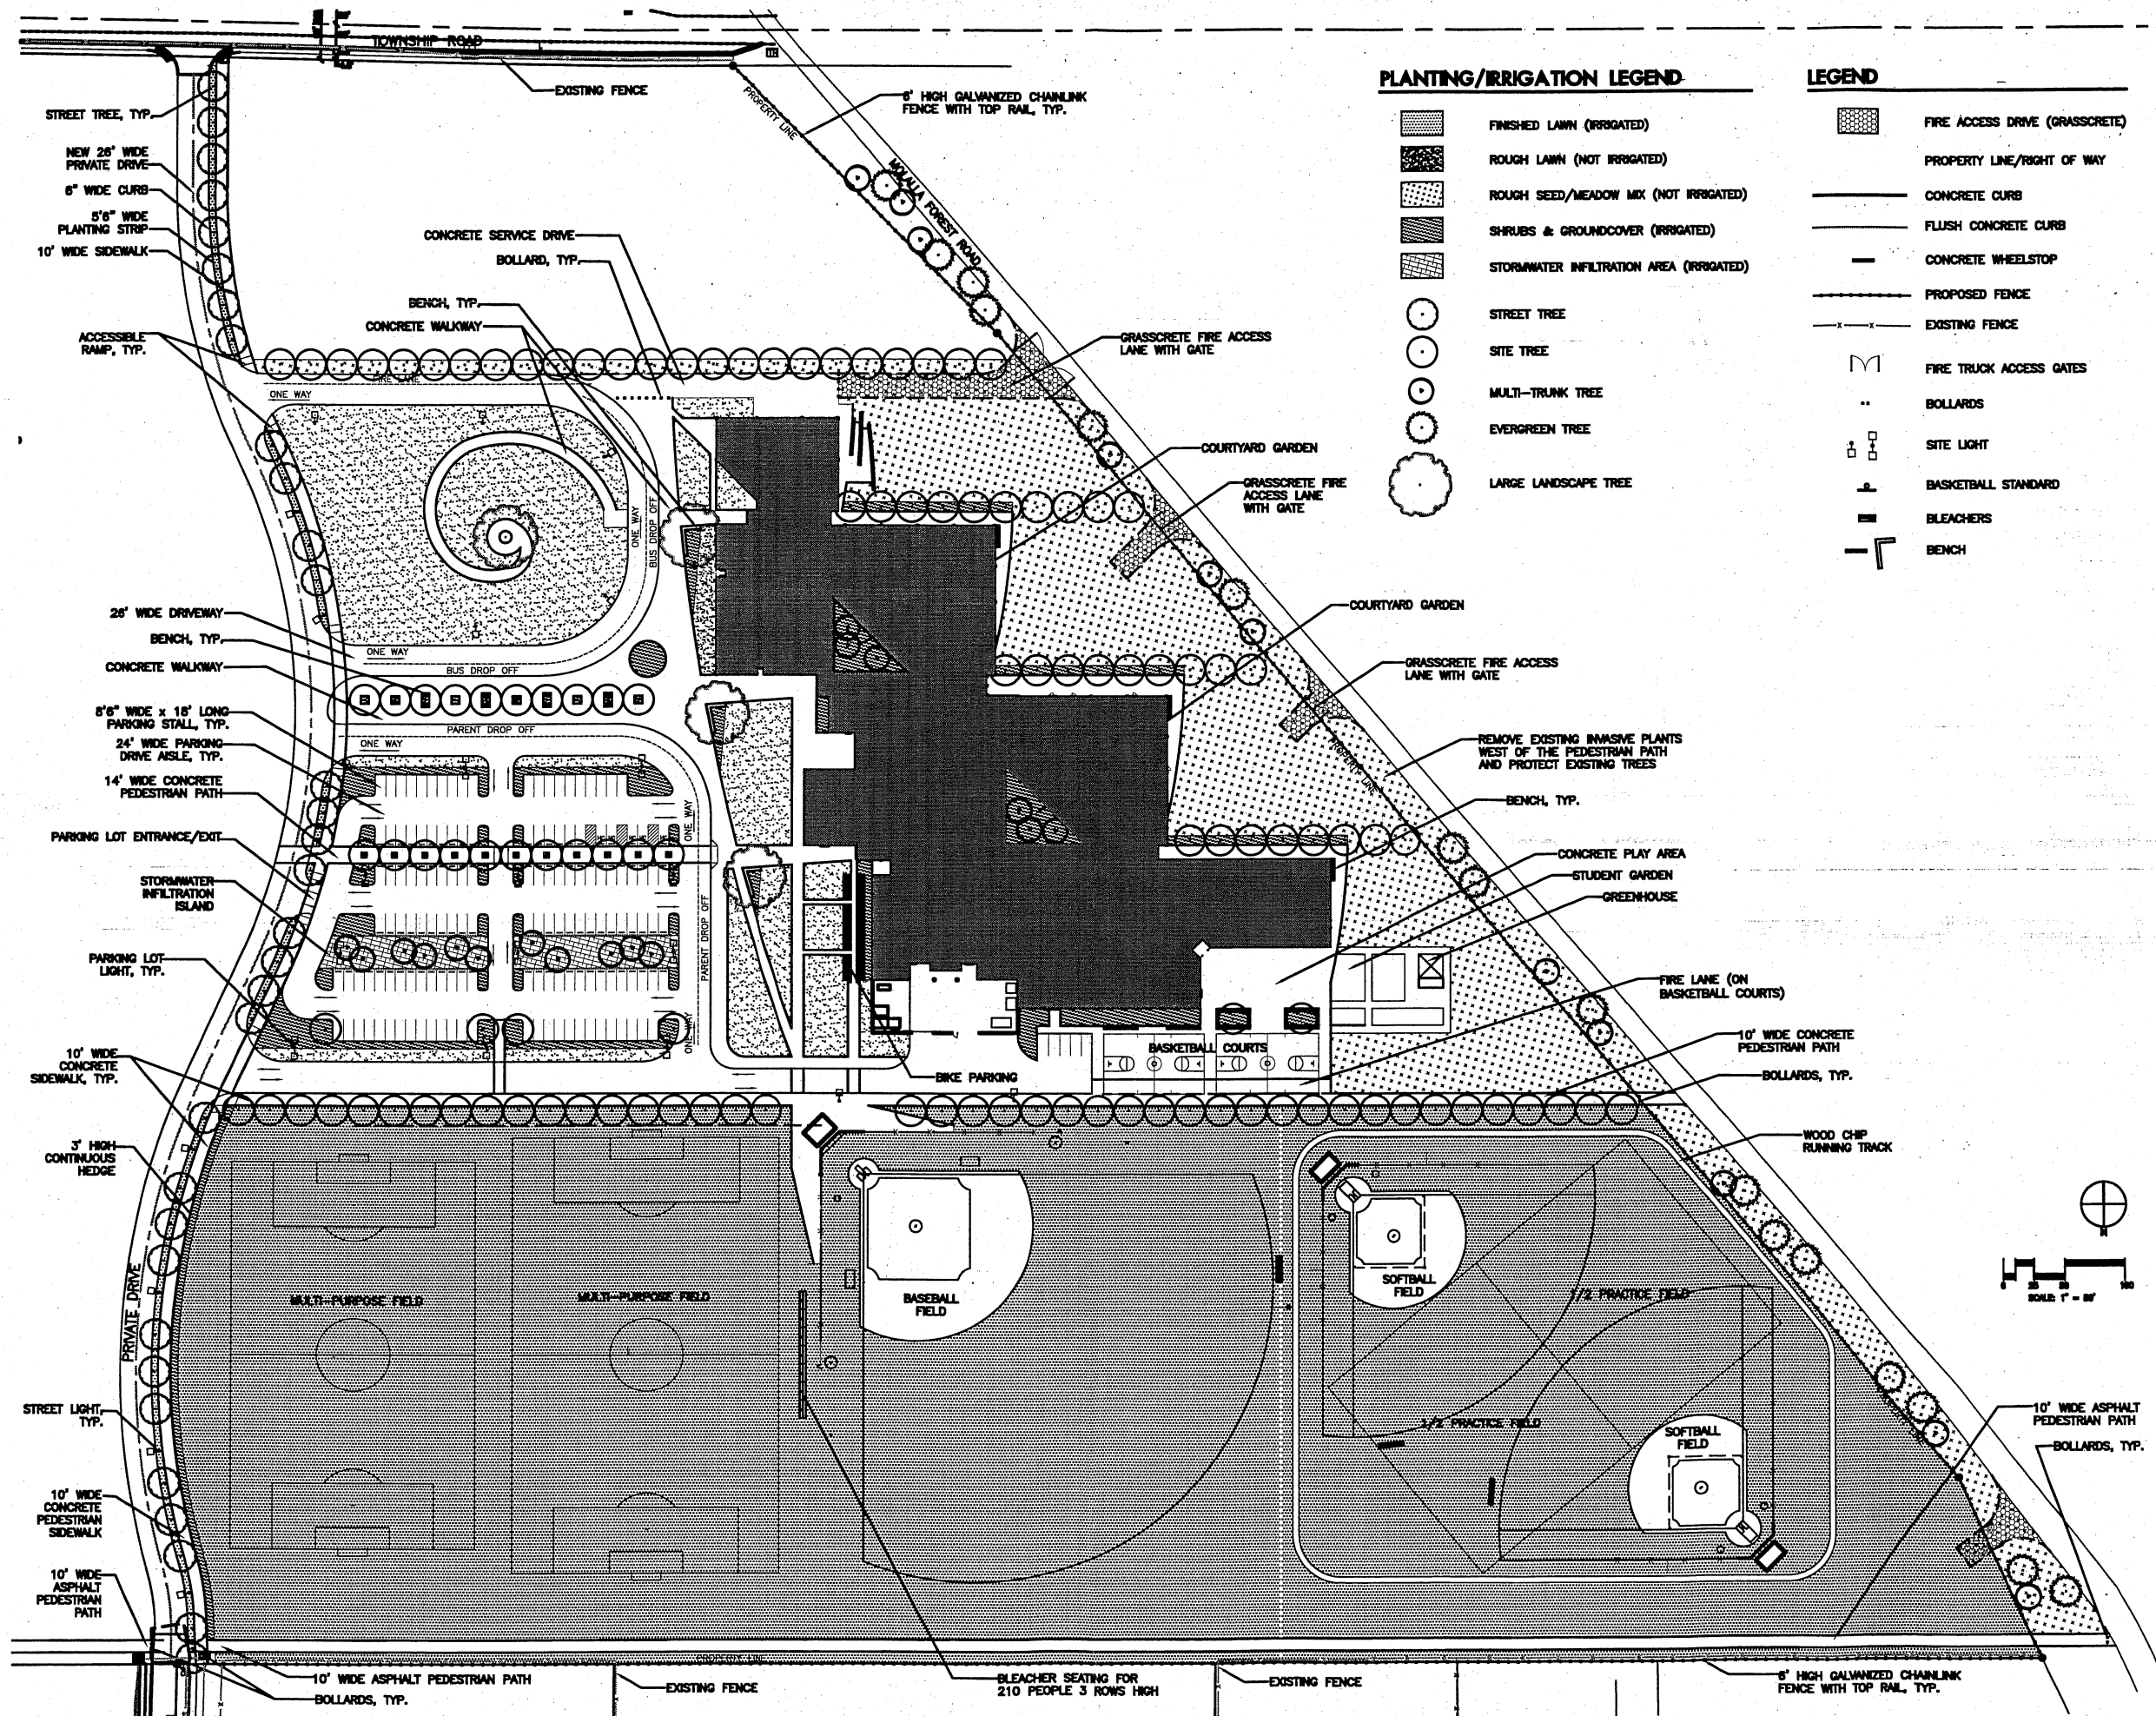 TOWNSHIP ROAD
EXISTING FENCE
STREET TREE, TYP.
NEW 26' WIDE
PRIVATE DRIVE
6" WIDE CURB
5'6" WIDE
PLANTING STRIP
10' WIDE SIDEWALK
ACCESSIBLE
RAMP, TYP.
PROPERTY LINE
6' HIGH GALVANIZED CHAINLINK
FENCE WITH TOP RAIL, TYP.
MOLALLA FOREST ROAD
CONCRETE SERVICE DRIVE
BOLLARD, TYP.
BENCH, TYP.
CONCRETE WALKWAY
GRASSCRETE FIRE ACCESS
LANE WITH GATE
FIRE LANE
ONE WAY
ONE WAY
BUS DROP OFF
COURTYARD GARDEN
GRASSCRETE FIRE
ACCESS LANE
WITH GATE
COURTYARD GARDEN
GRASSCRETE FIRE ACCESS
LANE WITH GATE
PROPERTY LINE
REMOVE EXISTING INVASIVE PLANTS
WEST OF THE PEDESTRIAN PATH
AND PROTECT EXISTING TREES
BENCH, TYP.
CONCRETE PLAY AREA
STUDENT GARDEN
GREENHOUSE
FIRE LANE (ON
BASKETBALL COURTS)
10' WIDE CONCRETE
PEDESTRIAN PATH
BOLLARDS, TYP.
WOOD CHIP
RUNNING TRACK
26' WIDE DRIVEWAY
BENCH, TYP.
CONCRETE WALKWAY
8'6" WIDE x 18' LONG
PARKING STALL, TYP.
24' WIDE PARKING
DRIVE AISLE, TYP.
14' WIDE CONCRETE
PEDESTRIAN PATH
PARKING LOT ENTRANCE/EXIT
STORMWATER
INFILTRATION
ISLAND
PARKING LOT
LIGHT, TYP.
10' WIDE
CONCRETE
SIDEWALK, TYP.
3' HIGH
CONTINUOUS
HEDGE
ONE WAY
BUS DROP OFF
PARENT DROP OFF
ONE WAY
ONE WAY
PARENT DROP OFF
ONE WAY
BASKETBALL COURTS
BIKE PARKING
PRIVATE DRIVE
MULTI-PURPOSE FIELD
MULTI-PURPOSE FIELD
BASEBALL
FIELD
SOFTBALL
FIELD
1/2 PRACTICE FIELD
1/2 PRACTICE FIELD
SOFTBALL
FIELD
STREET LIGHT,
TYP.
10' WIDE
CONCRETE
PEDESTRIAN
SIDEWALK
10' WIDE
ASPHALT
PEDESTRIAN
PATH
10' WIDE ASPHALT PEDESTRIAN PATH
BOLLARDS, TYP.
EXISTING FENCE
PROPERTY LINE
BLEACHER SEATING FOR
210 PEOPLE 3 ROWS HIGH
EXISTING FENCE
6' HIGH GALVANIZED CHAINLINK
FENCE WITH TOP RAIL, TYP.
10' WIDE ASPHALT
PEDESTRIAN PATH
BOLLARDS, TYP.
PLANTING/IRRIGATION LEGEND
FINISHED LAWN (IRRIGATED)
ROUGH LAWN (NOT IRRIGATED)
ROUGH SEED/MEADOW MIX (NOT IRRIGATED)
SHRUBS & GROUNDCOVER (IRRIGATED)
STORMWATER INFILTRATION AREA (IRRIGATED)
STREET TREE
SITE TREE
MULTI-TRUNK TREE
EVERGREEN TREE
LARGE LANDSCAPE TREE
LEGEND
FIRE ACCESS DRIVE (GRASSCRETE)
PROPERTY LINE/RIGHT OF WAY
CONCRETE CURB
FLUSH CONCRETE CURB
CONCRETE WHEELSTOP
PROPOSED FENCE
EXISTING FENCE
FIRE TRUCK ACCESS GATES
BOLLARDS
SITE LIGHT
BASKETBALL STANDARD
BLEACHERS
BENCH
N